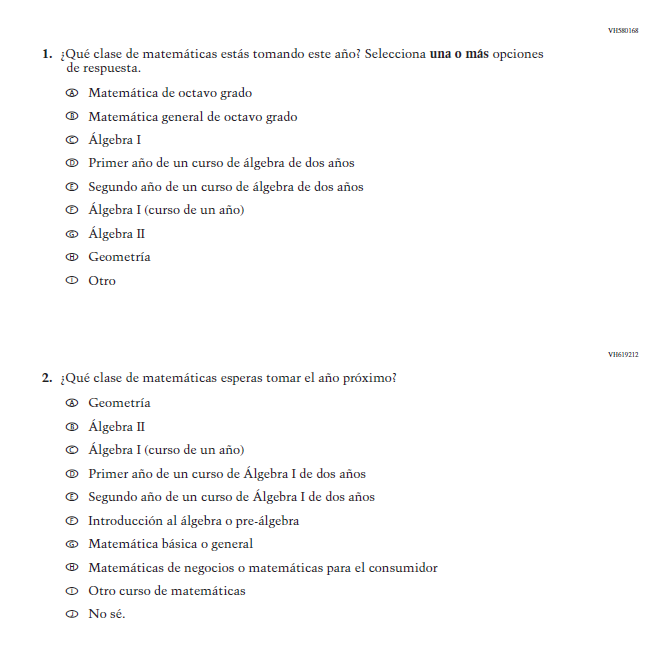 VH580168
1. ¿Qué clase de matemáticas estás tomando este año? Selecciona una o más opciones
de respuesta.
A Matemática de octavo grado
B Matemática general de octavo grado
C Álgebra I
D Primer año de un curso de álgebra de dos años
E Segundo año de un curso de álgebra de dos años
F Álgebra I (curso de un año)
G Álgebra II
H Geometría
I Otro
VH619212
2. ¿Qué clase de matemáticas esperas tomar el año próximo?
A Geometría
B Álgebra II
C Álgebra I (curso de un año)
D Primer año de un curso de Álgebra I de dos años
E Segundo año de un curso de Álgebra I de dos años
F Introducción al álgebra o pre-álgebra
G Matemática básica o general
H Matemáticas de negocios o matemáticas para el consumidor
I Otro curso de matemáticas
J No sé.